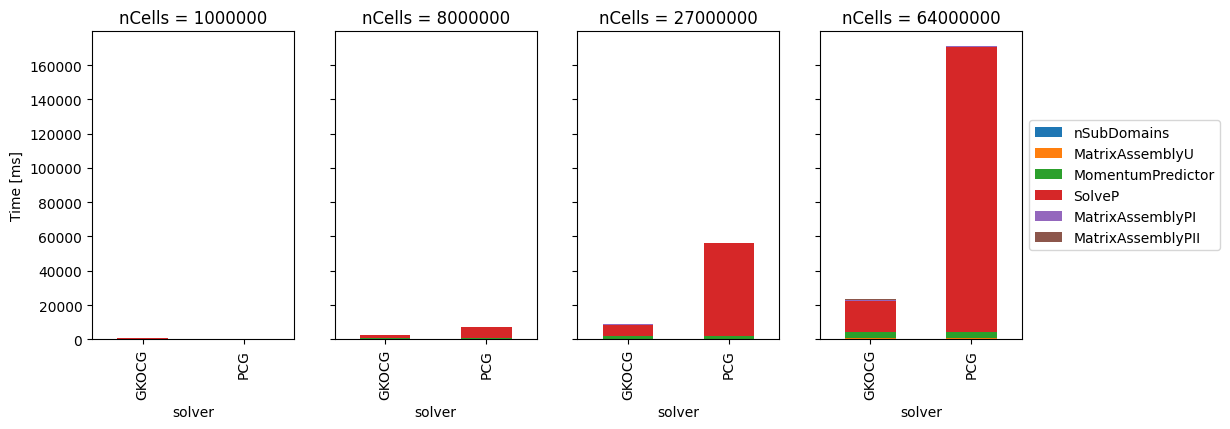 nCells = 1000000
nCells = 8000000
nCells = 27000000
nCells = 64000000
Time [ms]
160000
140000
120000
100000
80000
60000
40000
20000
0
GKOCG
PCG
solver
GKOCG
PCG
solver
GKOCG
PCG
solver
GKOCG
PCG
solver
nSubDomains
MatrixAssemblyU
MomentumPredictor
SolveP
MatrixAssemblyPI
MatrixAssemblyPII